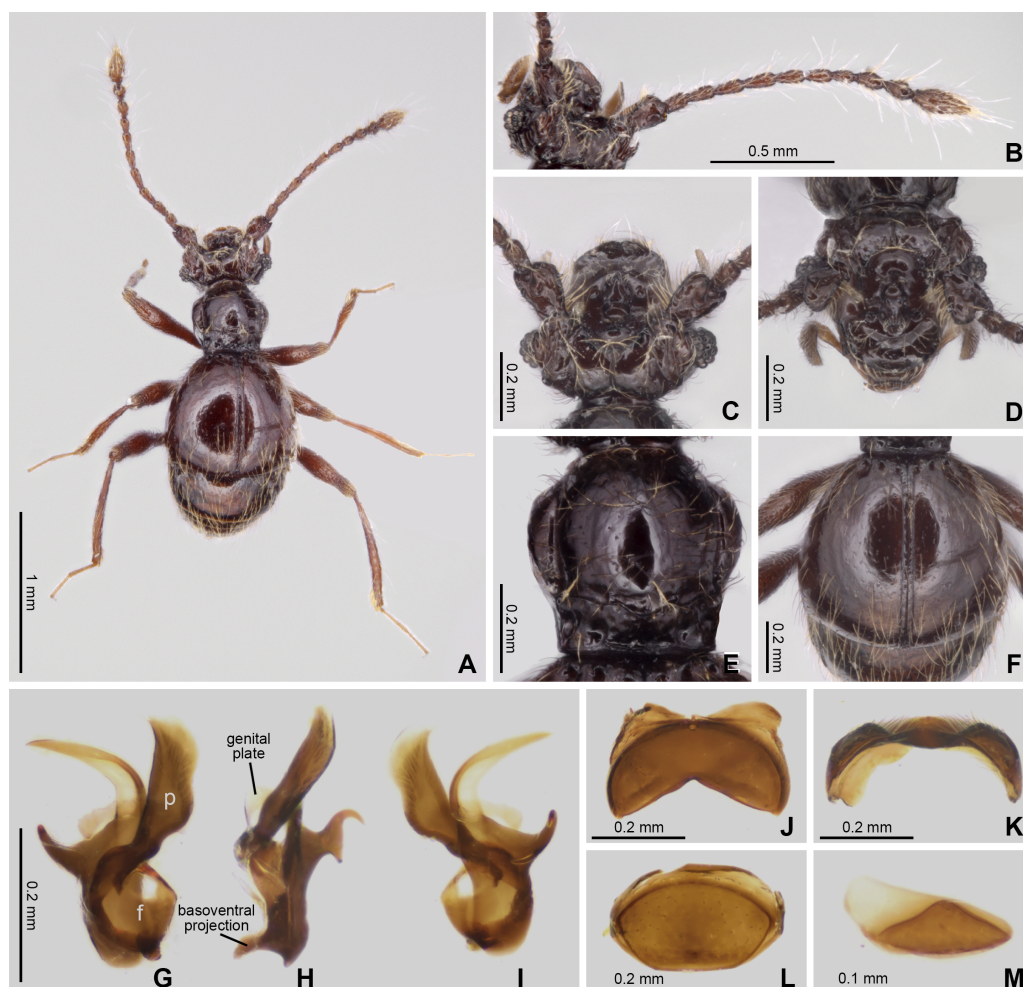 1 mm
A
0.5 mm
B
0.2 mm
C
0.2 mm
D
0.2 mm
E
0.2 mm
F
0.2 mm
p
f
G
genital
plate
basoventral
projection
H
I
0.2 mm
J
0.2 mm
K
0.2 mm
L
0.1 mm
M